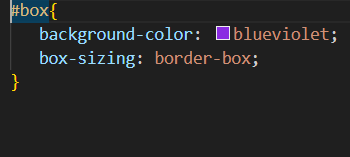 #box{
background-color: blueviolet;
box-sizing: border-box;
}